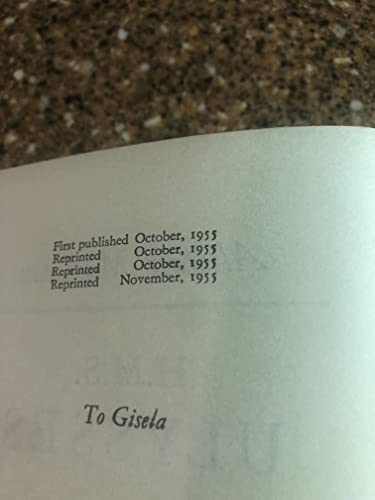 First published October, 1955
Reprinted October, 1955
Reprinted October, 1955
Reprinted November, 1955
To Gisela
H.M.S.